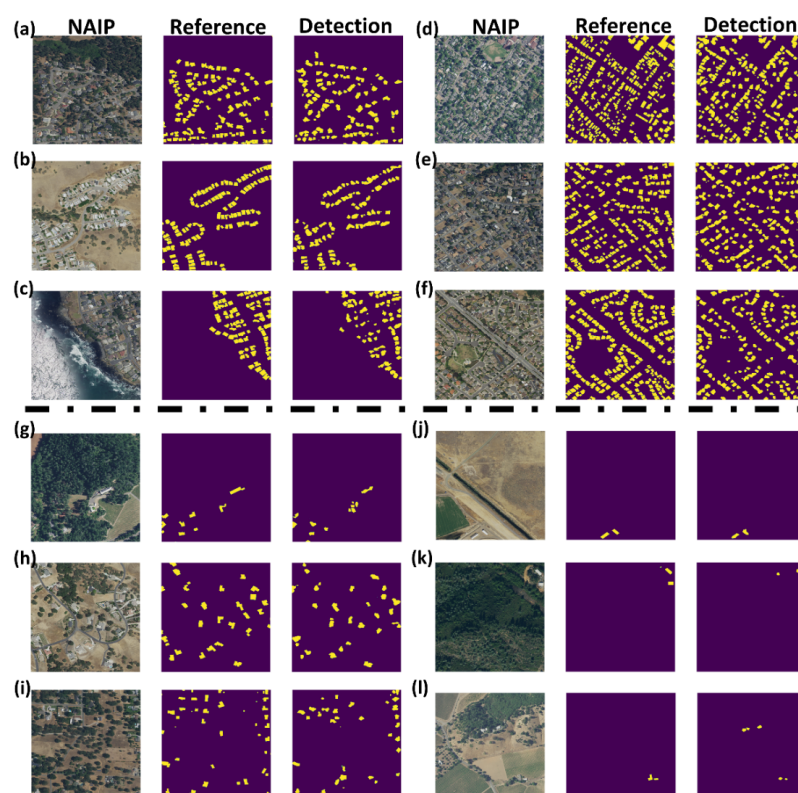 (a) NAIP Reference Detection (d) NAIP Reference Detection
(b) (e)
(c) (f)
(g) (j)
(h) (k)
(i) (l)